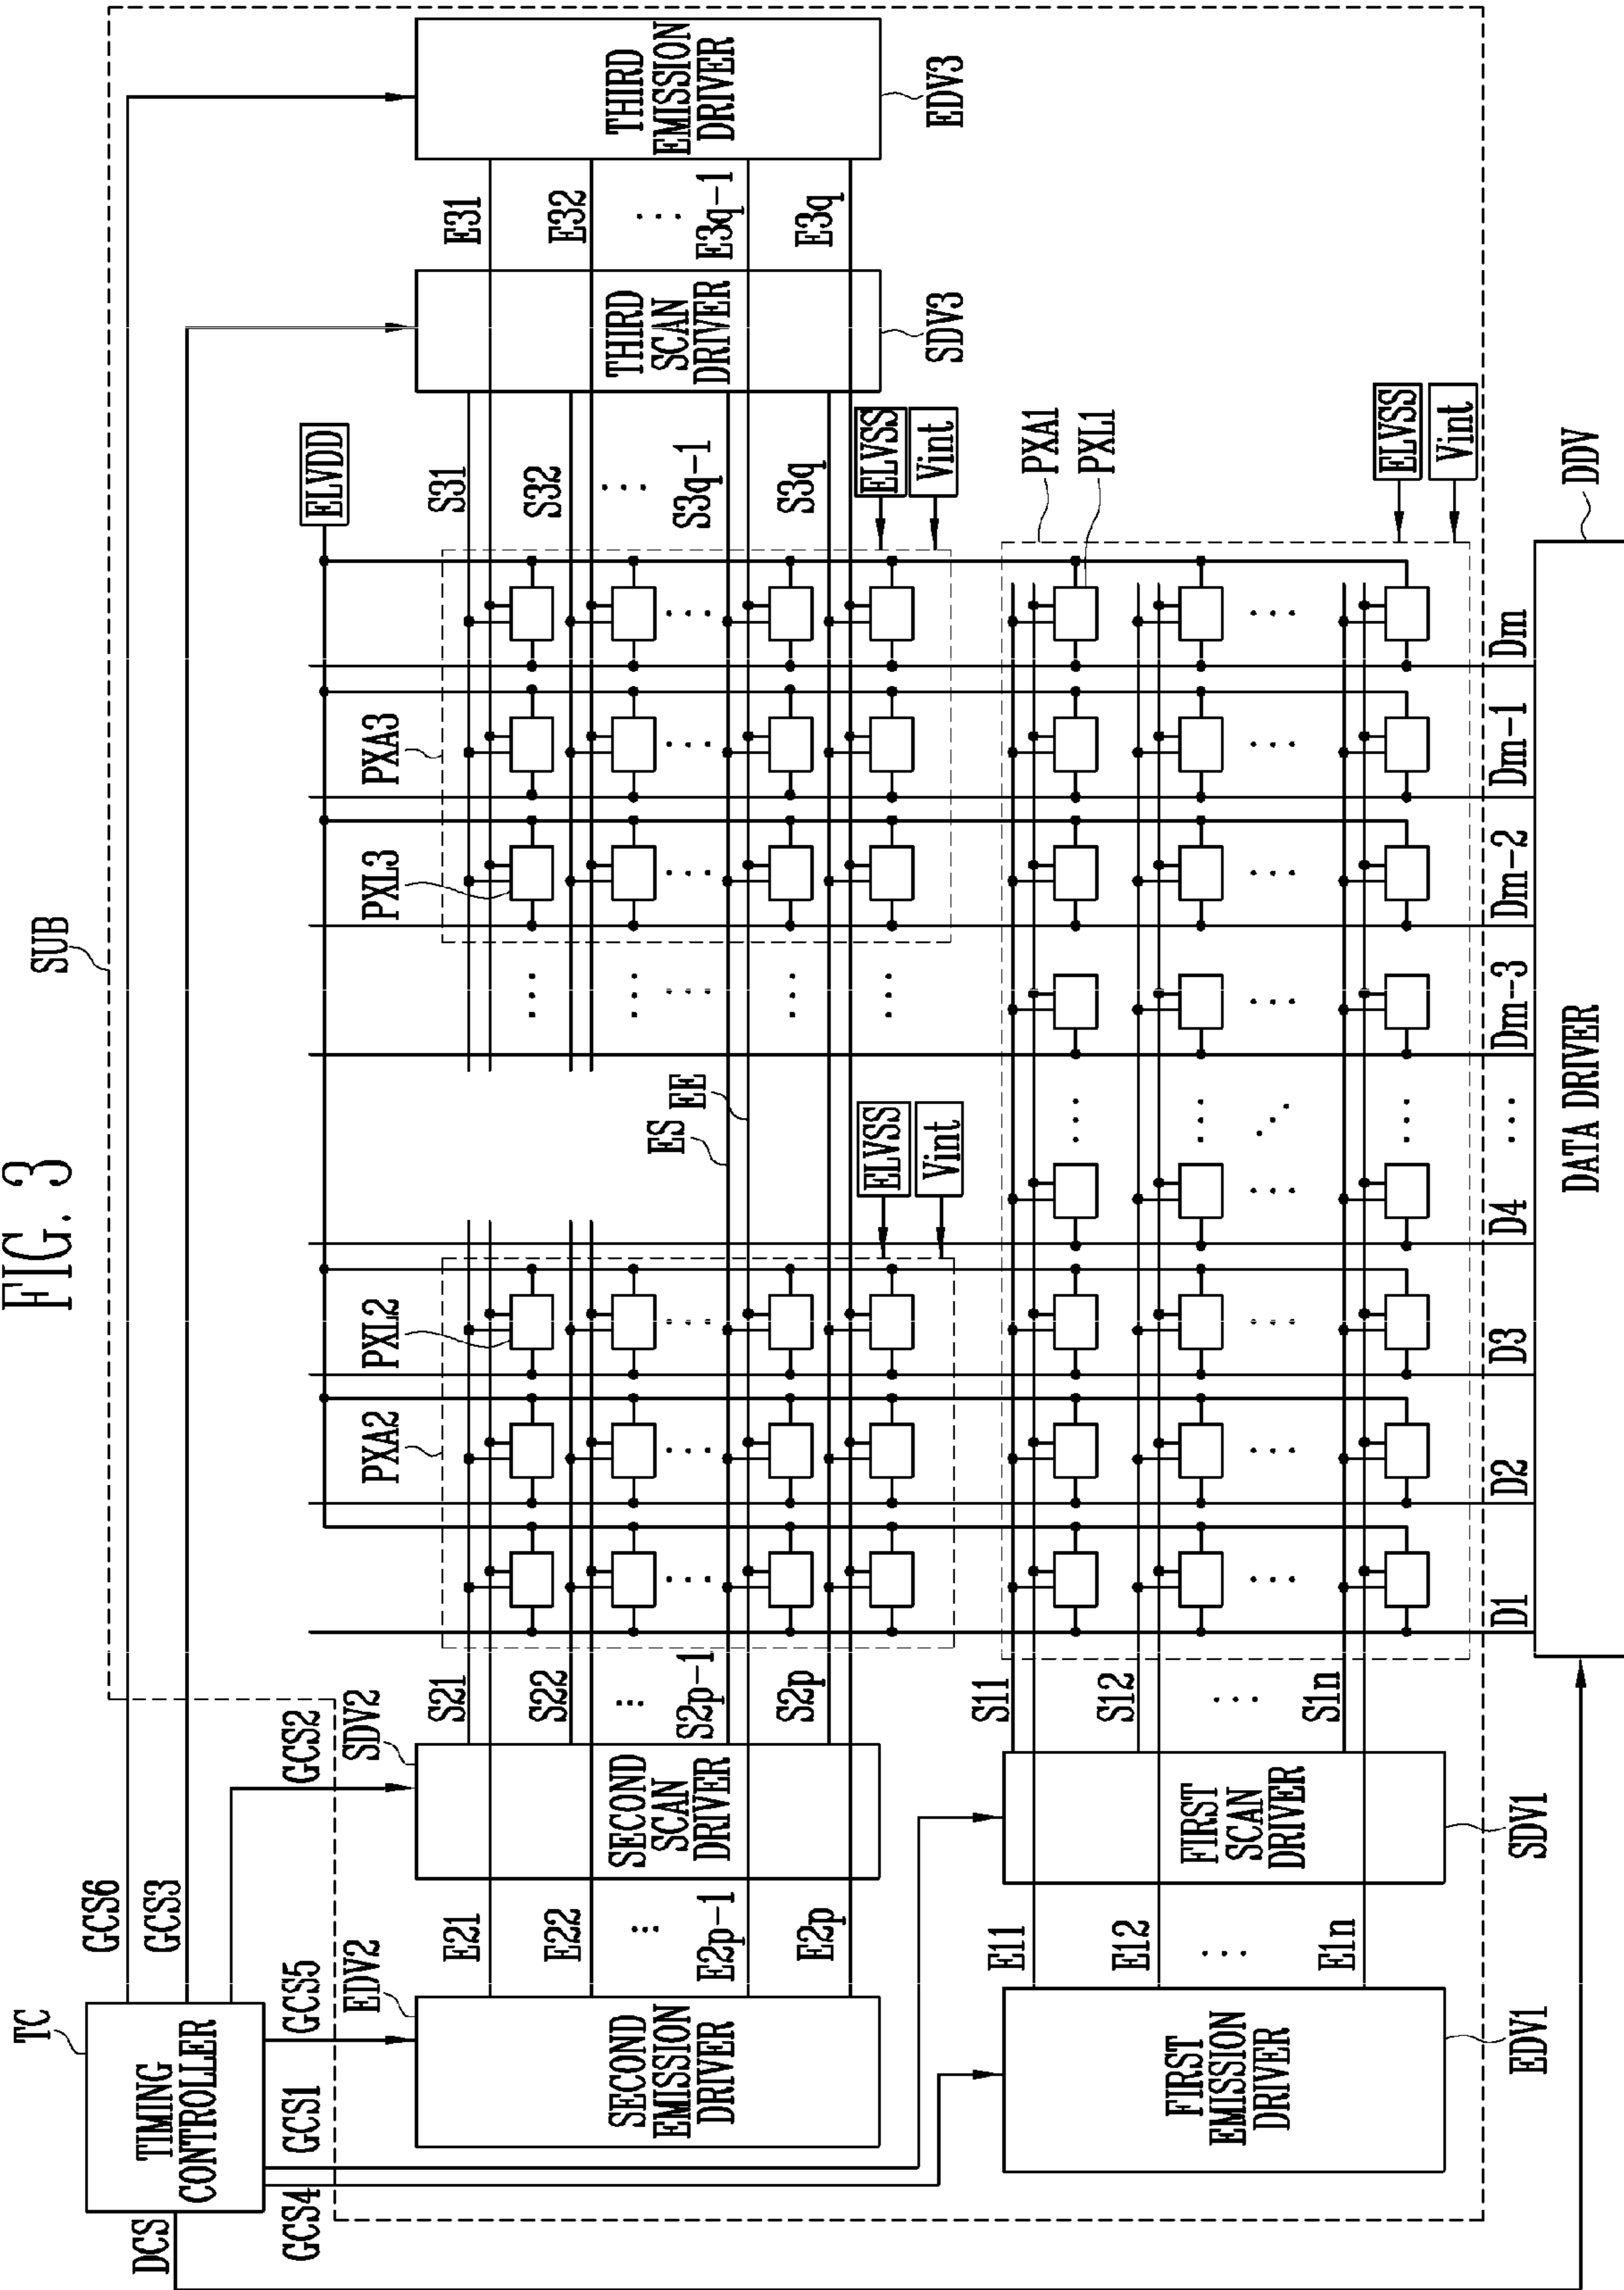 FIG. 3
SUB
TC
TIMING
CONTROLLER
DCS
GCS6
GCS3
GCS2
GCS5
GCS1
GCS4
SDV2
EDV2
SECOND
EMISSION
DRIVER
E21
E22
...
E2p-1
E2p
SECOND
SCAN
DRIVER
S21
S22
...
S2p-1
S2p
PXA2
PXL2
ELVSS
Vint
ES
EE
PXL3
PXA3
ELVDD
S31
S32
...
S3q-1
S3q
ELVSS
Vint
THIRD
SCAN
DRIVER
SDV3
E31
E32
...
E3q-1
E3q
THIRD
EMISSION
DRIVER
EDV3
FIRST
EMISSION
DRIVER
EDV1
E11
E12
...
E1n
FIRST
SCAN
DRIVER
SDV1
S11
S12
...
S1n
PXA1
PXL1
ELVSS
Vint
D1
D2
D3
D4
...
Dm-3
Dm-2
Dm-1
Dm
DATA DRIVER
DDV